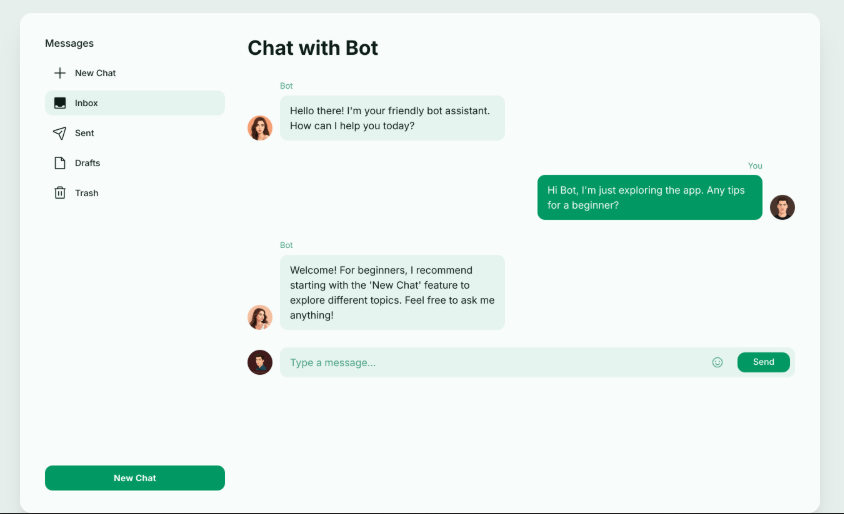 Messages
New Chat
Inbox
Sent
Drafts
Trash
New Chat
Chat with Bot
Bot
Hello there! I'm your friendly bot assistant.
How can I help you today?
You
Hi Bot, I'm just exploring the app. Any tips
for a beginner?
Bot
Welcome! For beginners, I recommend
starting with the 'New Chat' feature to
explore different topics. Feel free to ask me
anything!
Type a message...
Send